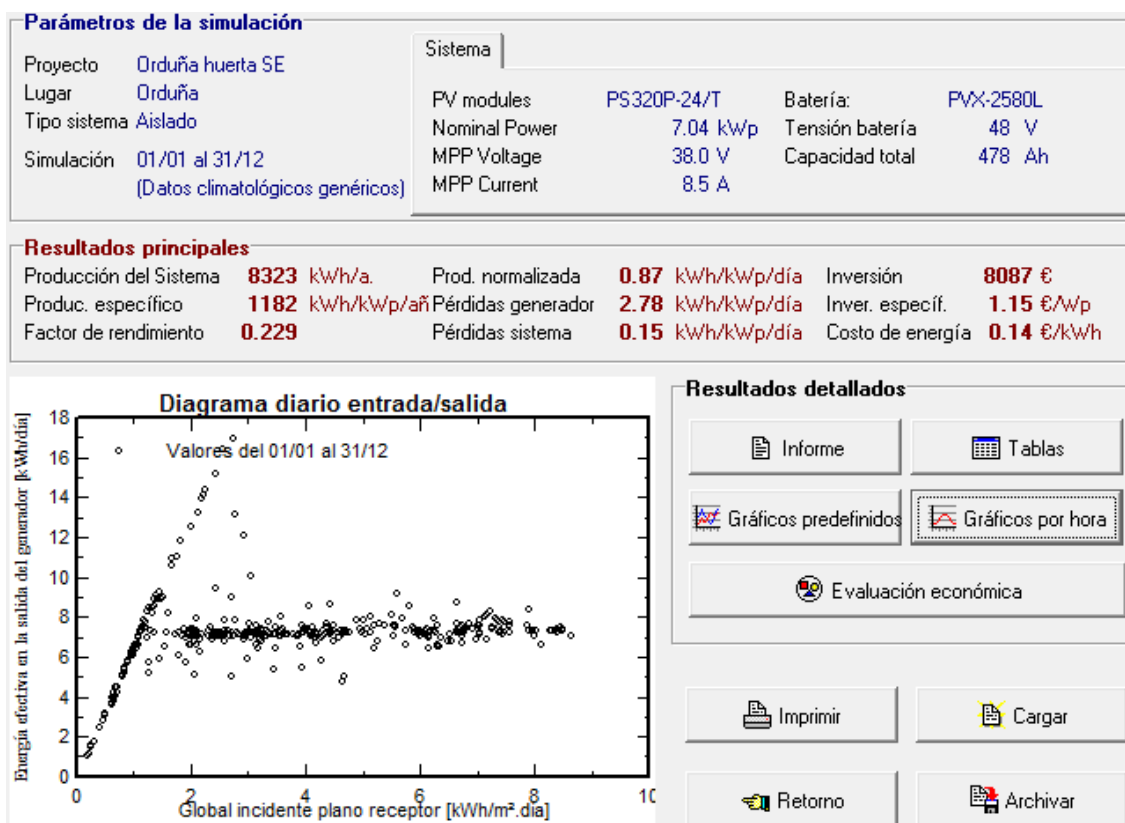 Parámetros de la simulación
Proyecto Orduña huerta SE
Lugar Orduña
Tipo sistema Aislado
Simulación 01/01 al 31/12
(Datos climatológicos genéricos)
Sistema
PV modules PS320P-24/T Batería: PVX-2580L
Nominal Power 7.04 kWp Tensión batería 48 V
MPP Voltage 38.0 V Capacidad total 478 Ah
MPP Current 8.5 A
Resultados principales
Producción del Sistema 8323 kWh/a. Prod. normalizada 0.87 kWh/kWp/día Inversión 8087 €
Produc. específico 1182 kWh/kWp/añ Pérdidas generador 2.78 kWh/kWp/día Inver. específ. 1.15 €/Wp
Factor de rendimiento 0.229 Pérdidas sistema 0.15 kWh/kWp/día Costo de energía 0.14 €/kWh
Diagrama diario entrada/salida
Valores del 01/01 al 31/12
Energía efectiva en la salida del generador [kWh/día]
18
16
14
12
10
8
6
4
2
0
0 2 4 6 8 10
Global incidente plano receptor [kWh/m².día]
Resultados detallados
Informe Tablas
Gráficos predefinidos Gráficos por hora
Evaluación económica
Imprimir Cargar
Retorno Archivar